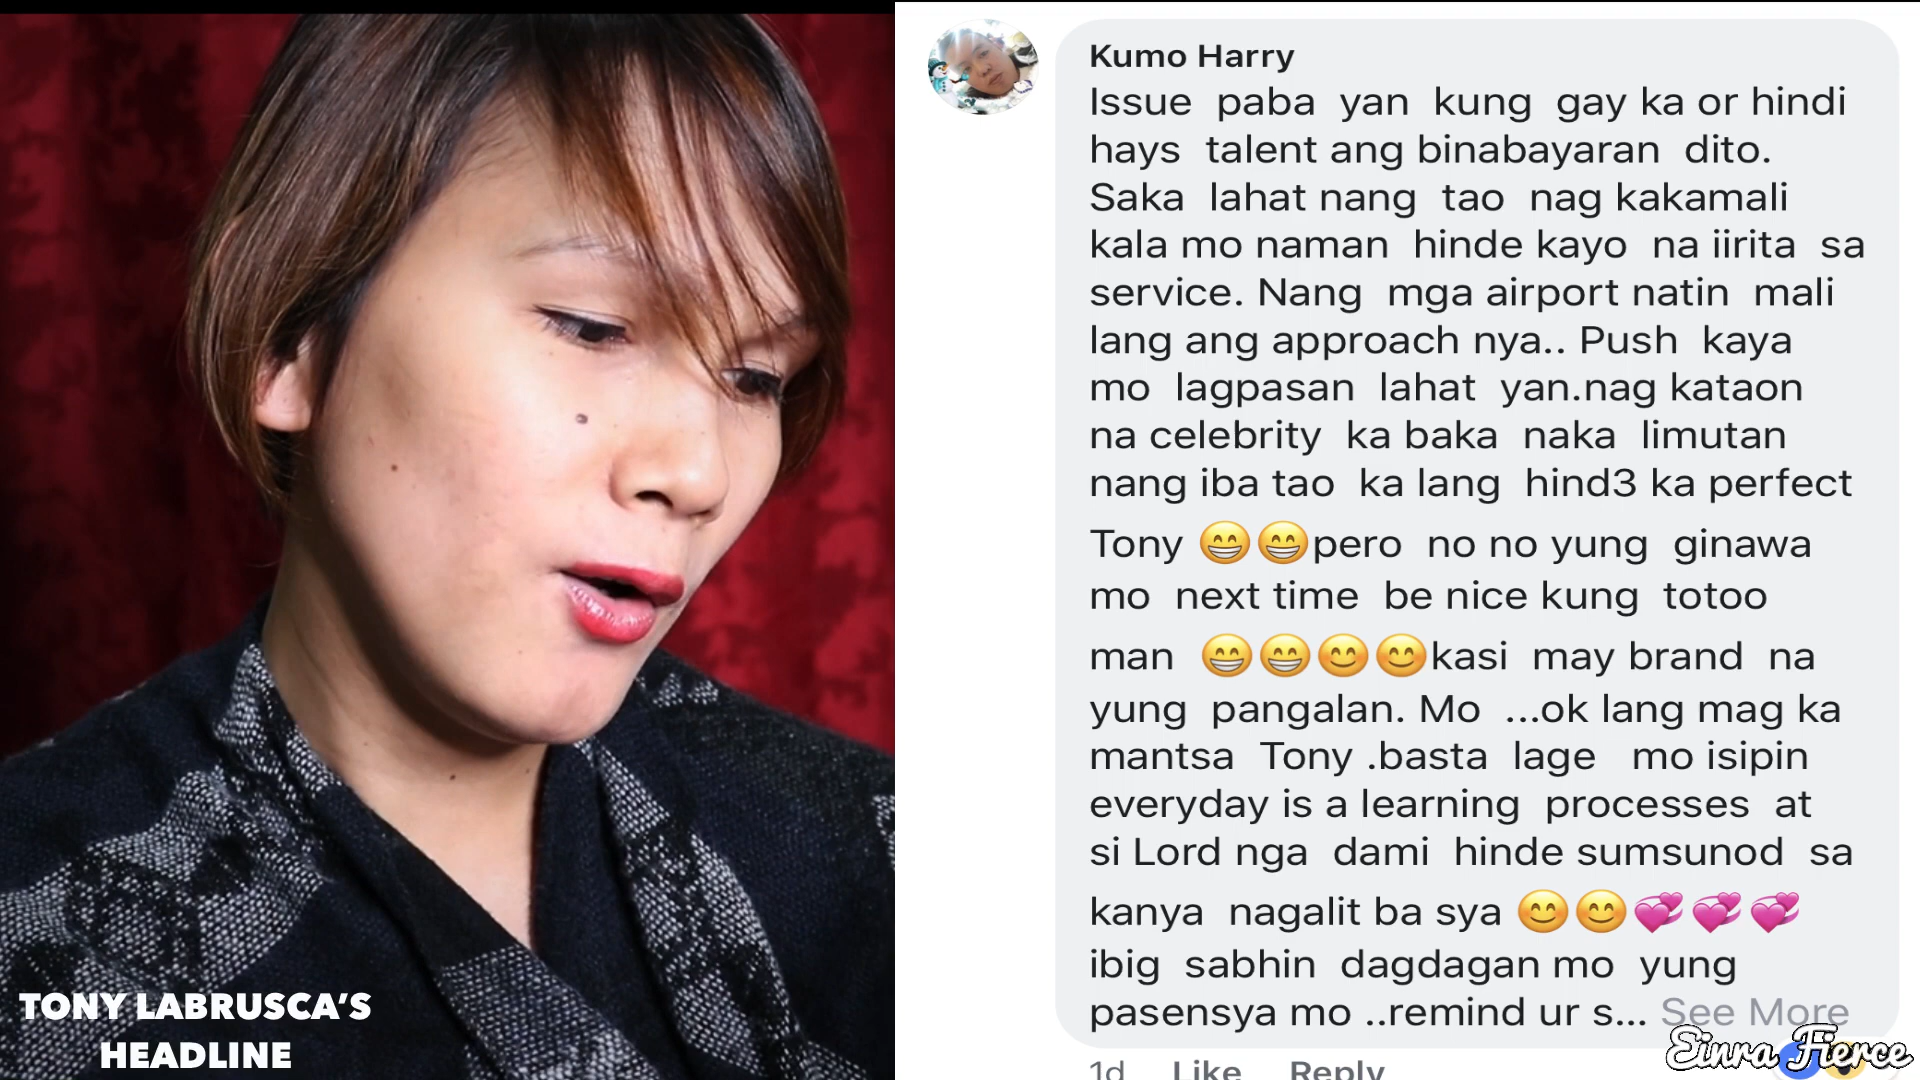 Kumo Harry
Issue paba yan kung gay ka or hindi
hays talent ang binabayaran dito.
Saka lahat nang tao nag kakamali
kala mo naman hinde kayo na iirita sa
service. Nang mga airport natin mali
lang ang approach nya.. Push kaya
mo lagpasan lahat yan.nag kataon
na celebrity ka baka naka limutan
nang iba tao ka lang hind3 ka perfect
Tony 😁😁pero no no yung ginawa
mo next time be nice kung totoo
man 😁😁😊😊kasi may brand na
yung pangalan. Mo ...ok lang mag ka
mantsa Tony .basta lage mo isipin
everyday is a learning processes at
si Lord nga dami hinde sumsunod sa
kanya nagalit ba sya 😊😊💞💞💞
ibig sabhin dagdagan mo yung
pasensya mo ..remind ur s... See More
1d Like Reply
TONY LABRUSCA'S
HEADLINE
Einra Fierce